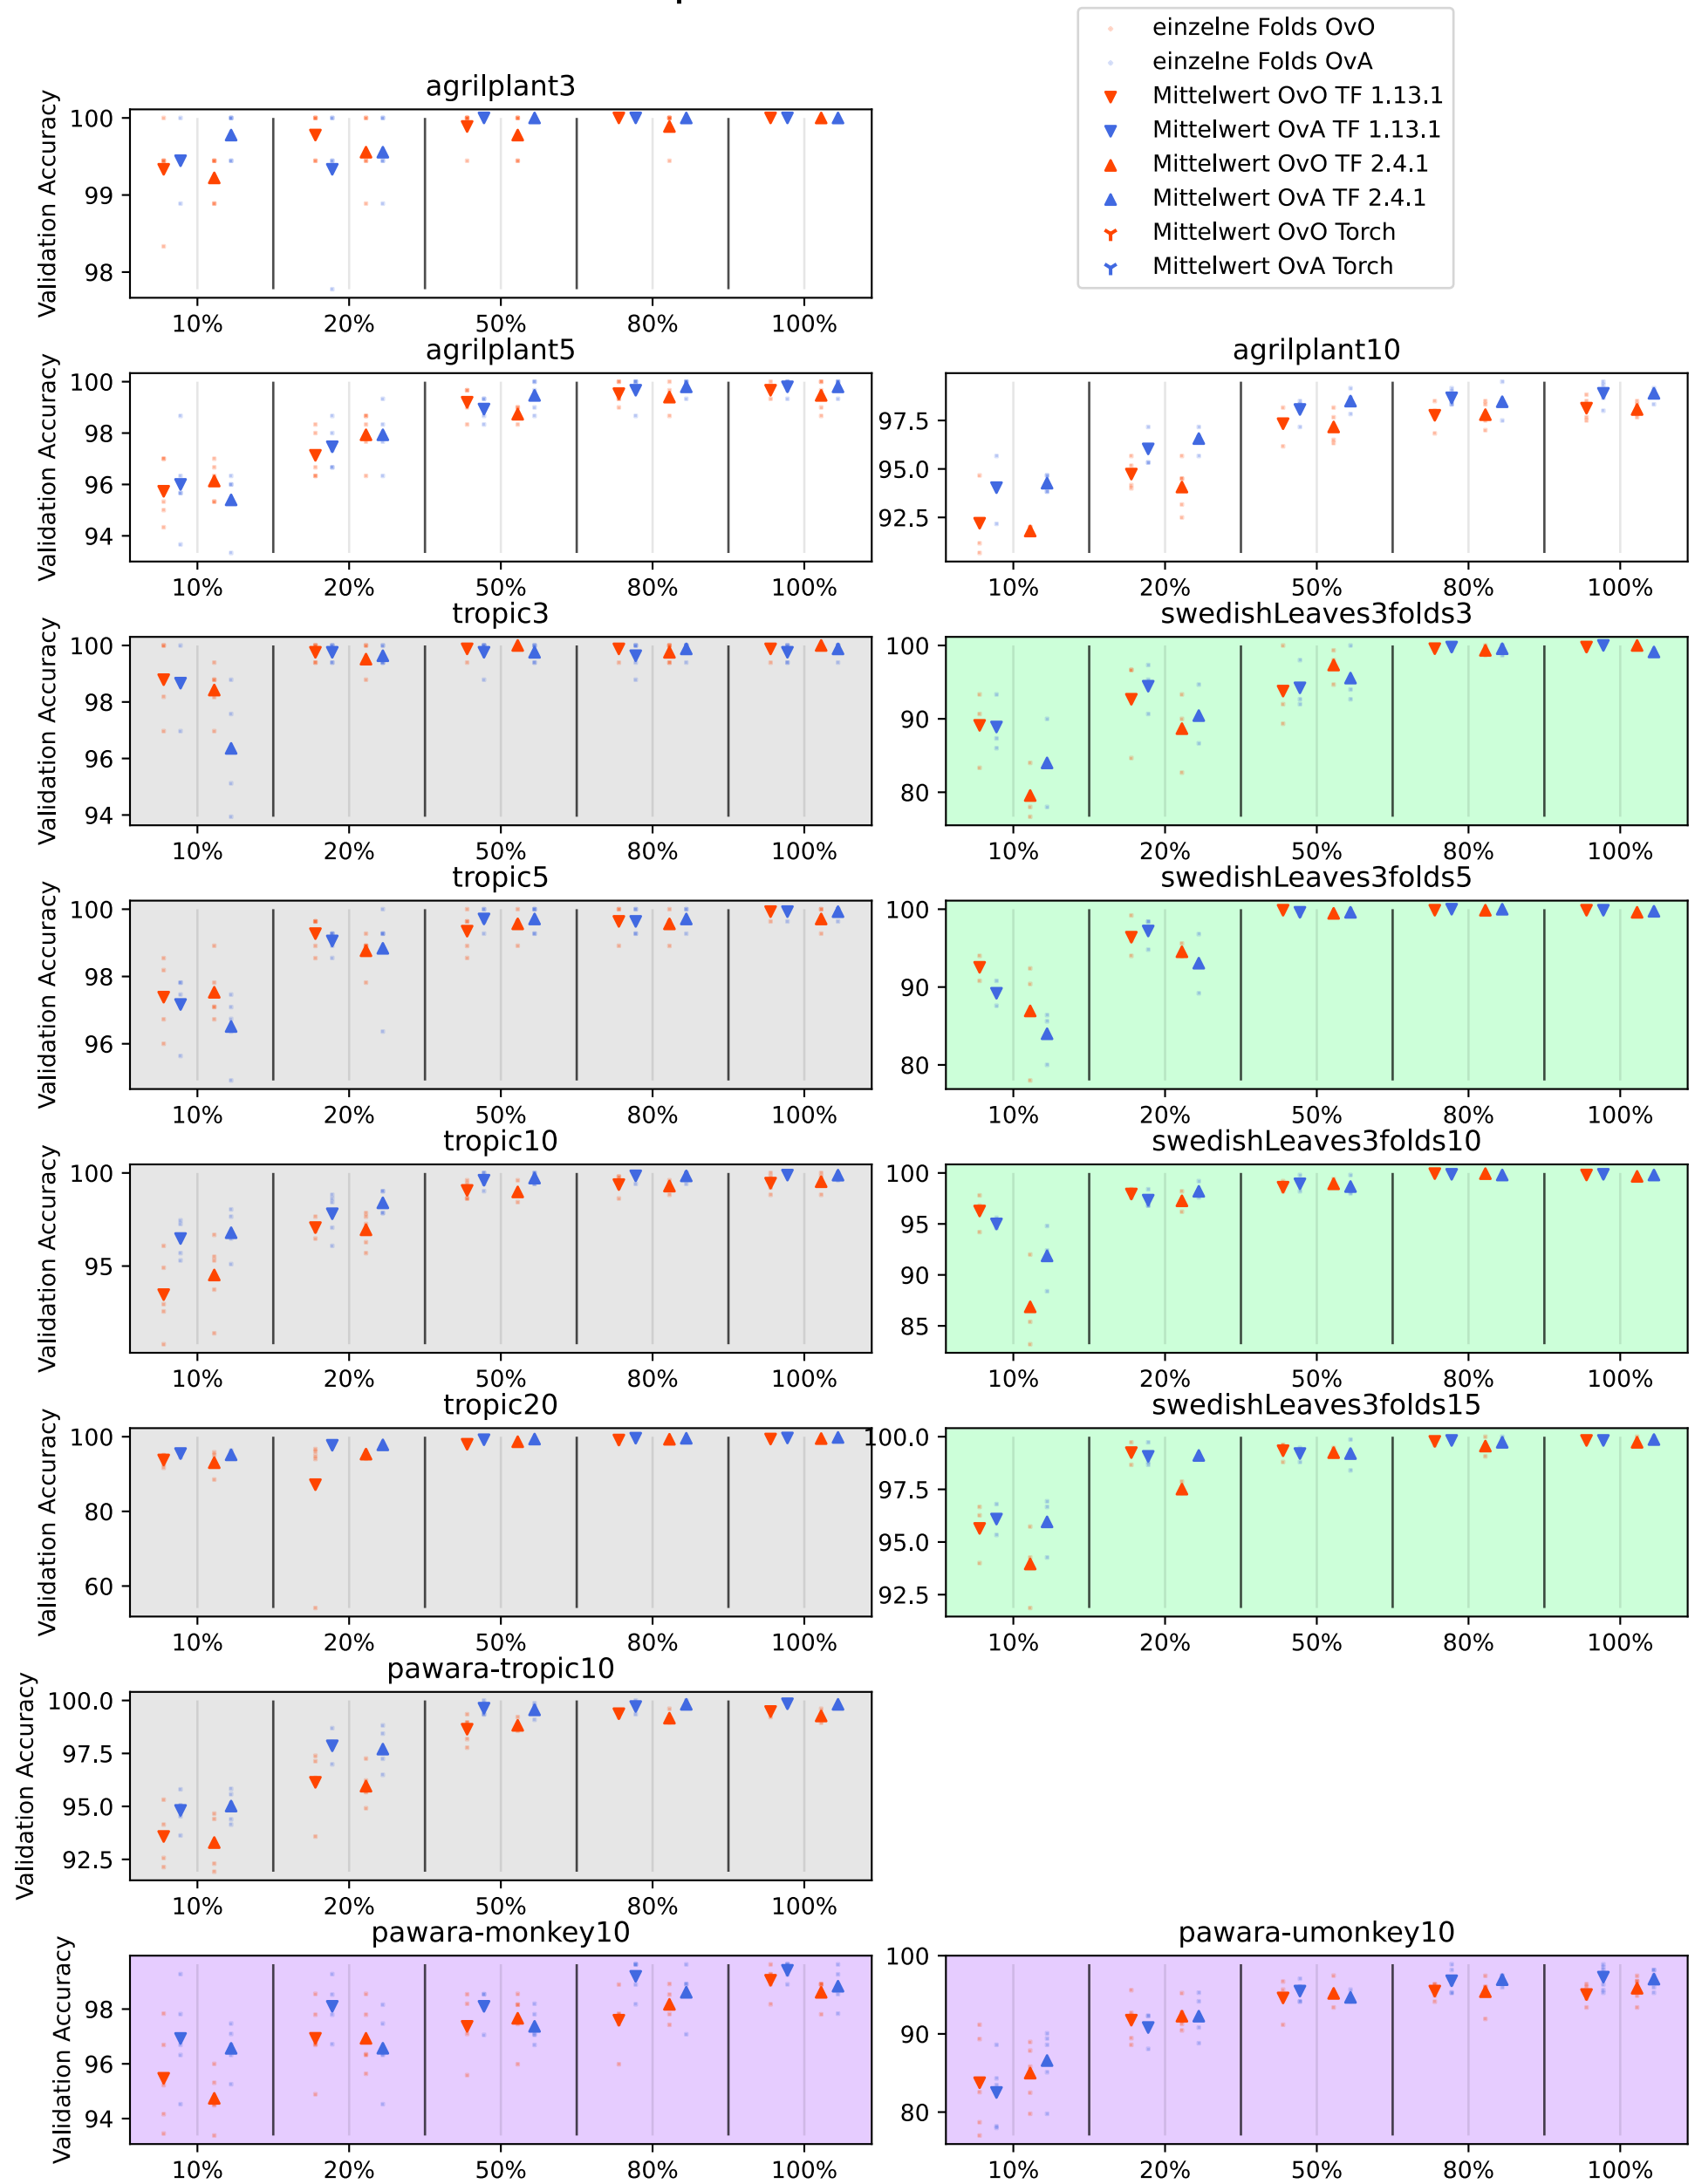 einzelne Folds OvO
einzelne Folds OvA
Mittelwert OvO TF 1.13.1
Mittelwert OvA TF 1.13.1
Mittelwert OvO TF 2.4.1
Mittelwert OvA TF 2.4.1
Mittelwert OvO Torch
Mittelwert OvA Torch
agrilplant3
Validation Accuracy
100
99
98
10% 20% 50% 80% 100%
agrilplant5
Validation Accuracy
100
98
96
94
10% 20% 50% 80% 100%
agrilplant10
97.5
95.0
92.5
10% 20% 50% 80% 100%
tropic3
Validation Accuracy
100
98
96
94
10% 20% 50% 80% 100%
swedishLeaves3folds3
100
90
80
10% 20% 50% 80% 100%
tropic5
Validation Accuracy
100
98
96
10% 20% 50% 80% 100%
swedishLeaves3folds5
100
90
80
10% 20% 50% 80% 100%
tropic10
Validation Accuracy
100
95
10% 20% 50% 80% 100%
swedishLeaves3folds10
100
95
90
85
10% 20% 50% 80% 100%
tropic20
Validation Accuracy
100
80
60
10% 20% 50% 80% 100%
swedishLeaves3folds15
100.0
97.5
95.0
92.5
10% 20% 50% 80% 100%
pawara-tropic10
Validation Accuracy
100.0
97.5
95.0
92.5
10% 20% 50% 80% 100%
pawara-monkey10
Validation Accuracy
98
96
94
10% 20% 50% 80% 100%
pawara-umonkey10
100
90
80
10% 20% 50% 80% 100%